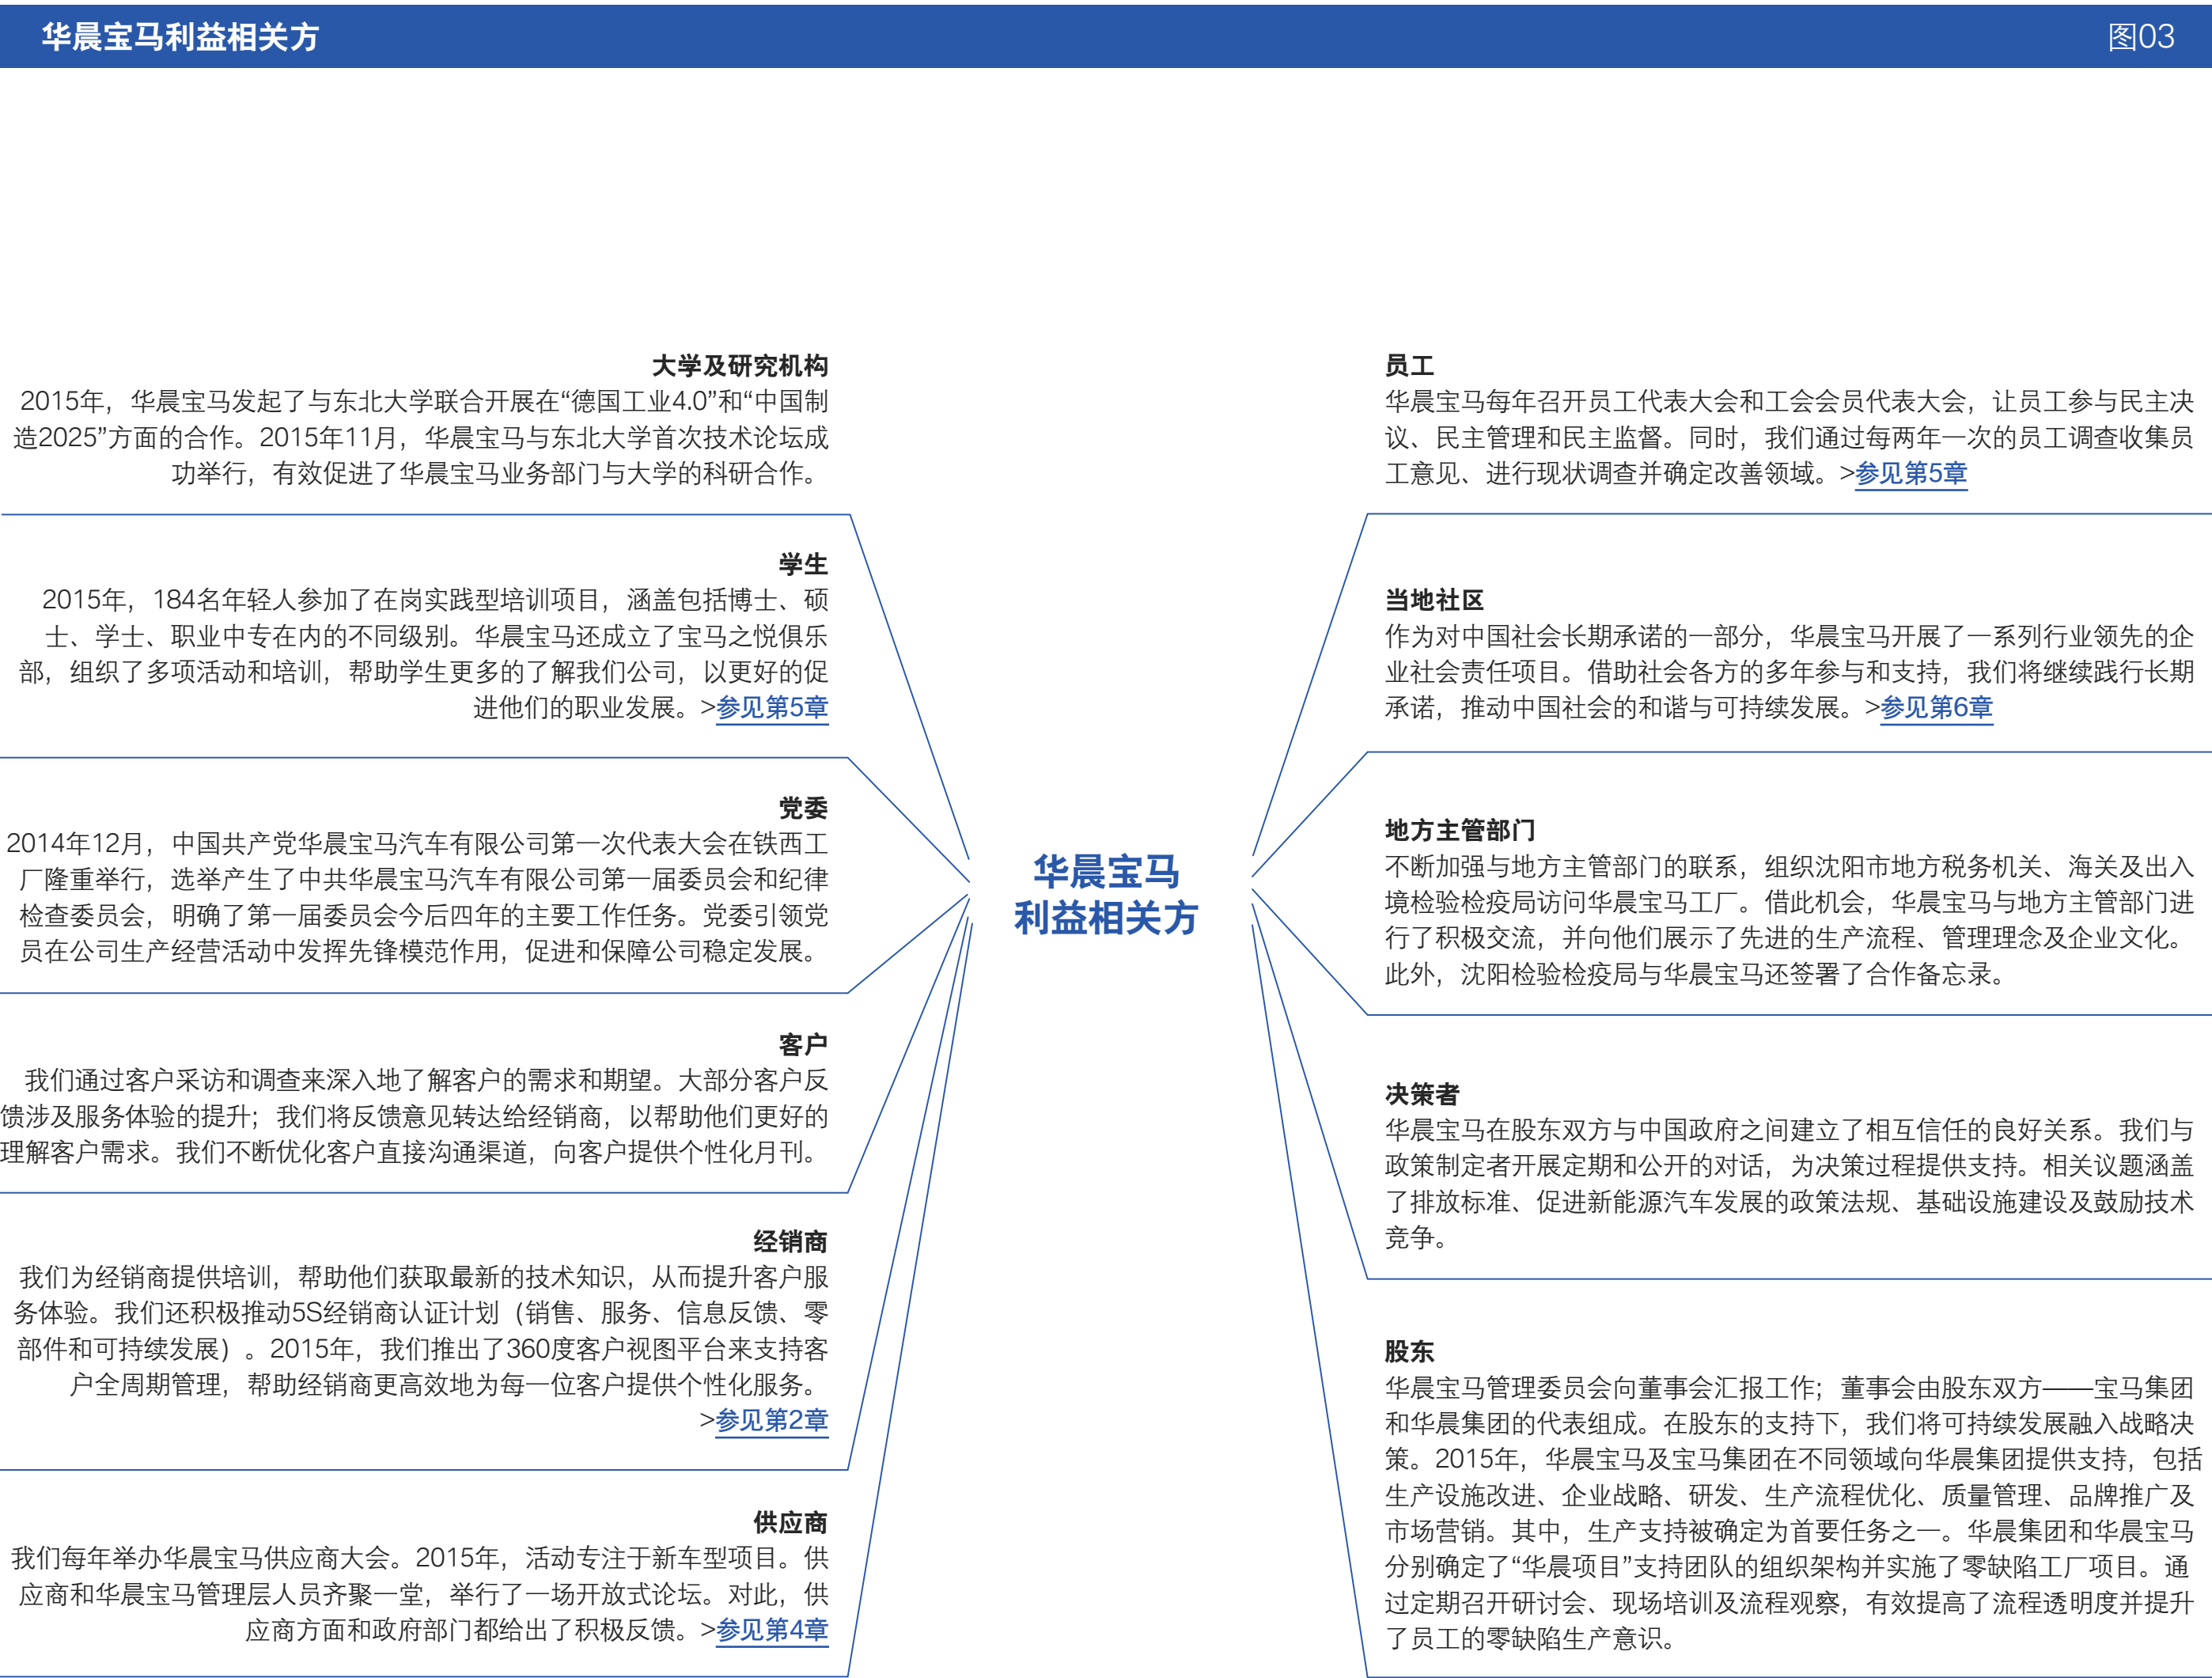 华晨宝马利益相关方
图03
大学及研究机构
2015年，华晨宝马发起了与东北大学联合开展在“德国工业4.0”和“中国制
造2025”方面的合作。2015年11月，华晨宝马与东北大学首次技术论坛成
功举行，有效促进了华晨宝马业务部门与大学的科研合作。
学生
2015年，184名年轻人参加了在岗实践型培训项目，涵盖包括博士、硕
士、学士、职业中专在内的不同级别。华晨宝马还成立了宝马之悦俱乐
部，组织了多项活动和培训，帮助学生更多的了解我们公司，以更好的促
进他们的职业发展。>参见第5章
党委
2014年12月，中国共产党华晨宝马汽车有限公司第一次代表大会在铁西工
厂隆重举行，选举产生了中共华晨宝马汽车有限公司第一届委员会和纪律
检查委员会，明确了第一届委员会今后四年的主要工作任务。党委引领党
员在公司生产经营活动中发挥先锋模范作用，促进和保障公司稳定发展。
客户
我们通过客户采访和调查来深入地了解客户的需求和期望。大部分客户反
馈涉及服务体验的提升；我们将反馈意见转达给经销商，以帮助他们更好的
理解客户需求。我们不断优化客户直接沟通渠道，向客户提供个性化月刊。
经销商
我们为经销商提供培训，帮助他们获取最新的技术知识，从而提升客户服
务体验。我们还积极推动5S经销商认证计划（销售、服务、信息反馈、零
部件和可持续发展）。2015年，我们推出了360度客户视图平台来支持客
户全周期管理，帮助经销商更高效地为每一位客户提供个性化服务。
>参见第2章
供应商
我们每年举办华晨宝马供应商大会。2015年，活动专注于新车型项目。供
应商和华晨宝马管理层人员齐聚一堂，举行了一场开放式论坛。对此，供
应商方面和政府部门都给出了积极反馈。>参见第4章
华晨宝马
利益相关方
员工
华晨宝马每年召开员工代表大会和工会会员代表大会，让员工参与民主决
议、民主管理和民主监督。同时，我们通过每两年一次的员工调查收集员
工意见、进行现状调查并确定改善领域。>参见第5章
当地社区
作为对中国社会长期承诺的一部分，华晨宝马开展了一系列行业领先的企
业社会责任项目。借助社会各方的多年参与和支持，我们将继续践行长期
承诺，推动中国社会的和谐与可持续发展。>参见第6章
地方主管部门
不断加强与地方主管部门的联系，组织沈阳市地方税务机关、海关及出入
境检验检疫局访问华晨宝马工厂。借此机会，华晨宝马与地方主管部门进
行了积极交流，并向他们展示了先进的生产流程、管理理念及企业文化。
此外，沈阳检验检疫局与华晨宝马还签署了合作备忘录。
决策者
华晨宝马在股东双方与中国政府之间建立了相互信任的良好关系。我们与
政策制定者开展定期和公开的对话，为决策过程提供支持。相关议题涵盖
了排放标准、促进新能源汽车发展的政策法规、基础设施建设及鼓励技术
竞争。
股东
华晨宝马管理委员会向董事会汇报工作；董事会由股东双方——宝马集团
和华晨集团的代表组成。在股东的支持下，我们将可持续发展融入战略决
策。2015年，华晨宝马及宝马集团在不同领域向华晨集团提供支持，包括
生产设施改进、企业战略、研发、生产流程优化、质量管理、品牌推广及
市场营销。其中，生产支持被确定为首要任务之一。华晨集团和华晨宝马
分别确定了“华晨项目”支持团队的组织架构并实施了零缺陷工厂项目。通
过定期召开研讨会、现场培训及流程观察，有效提高了流程透明度并提升
了员工的零缺陷生产意识。